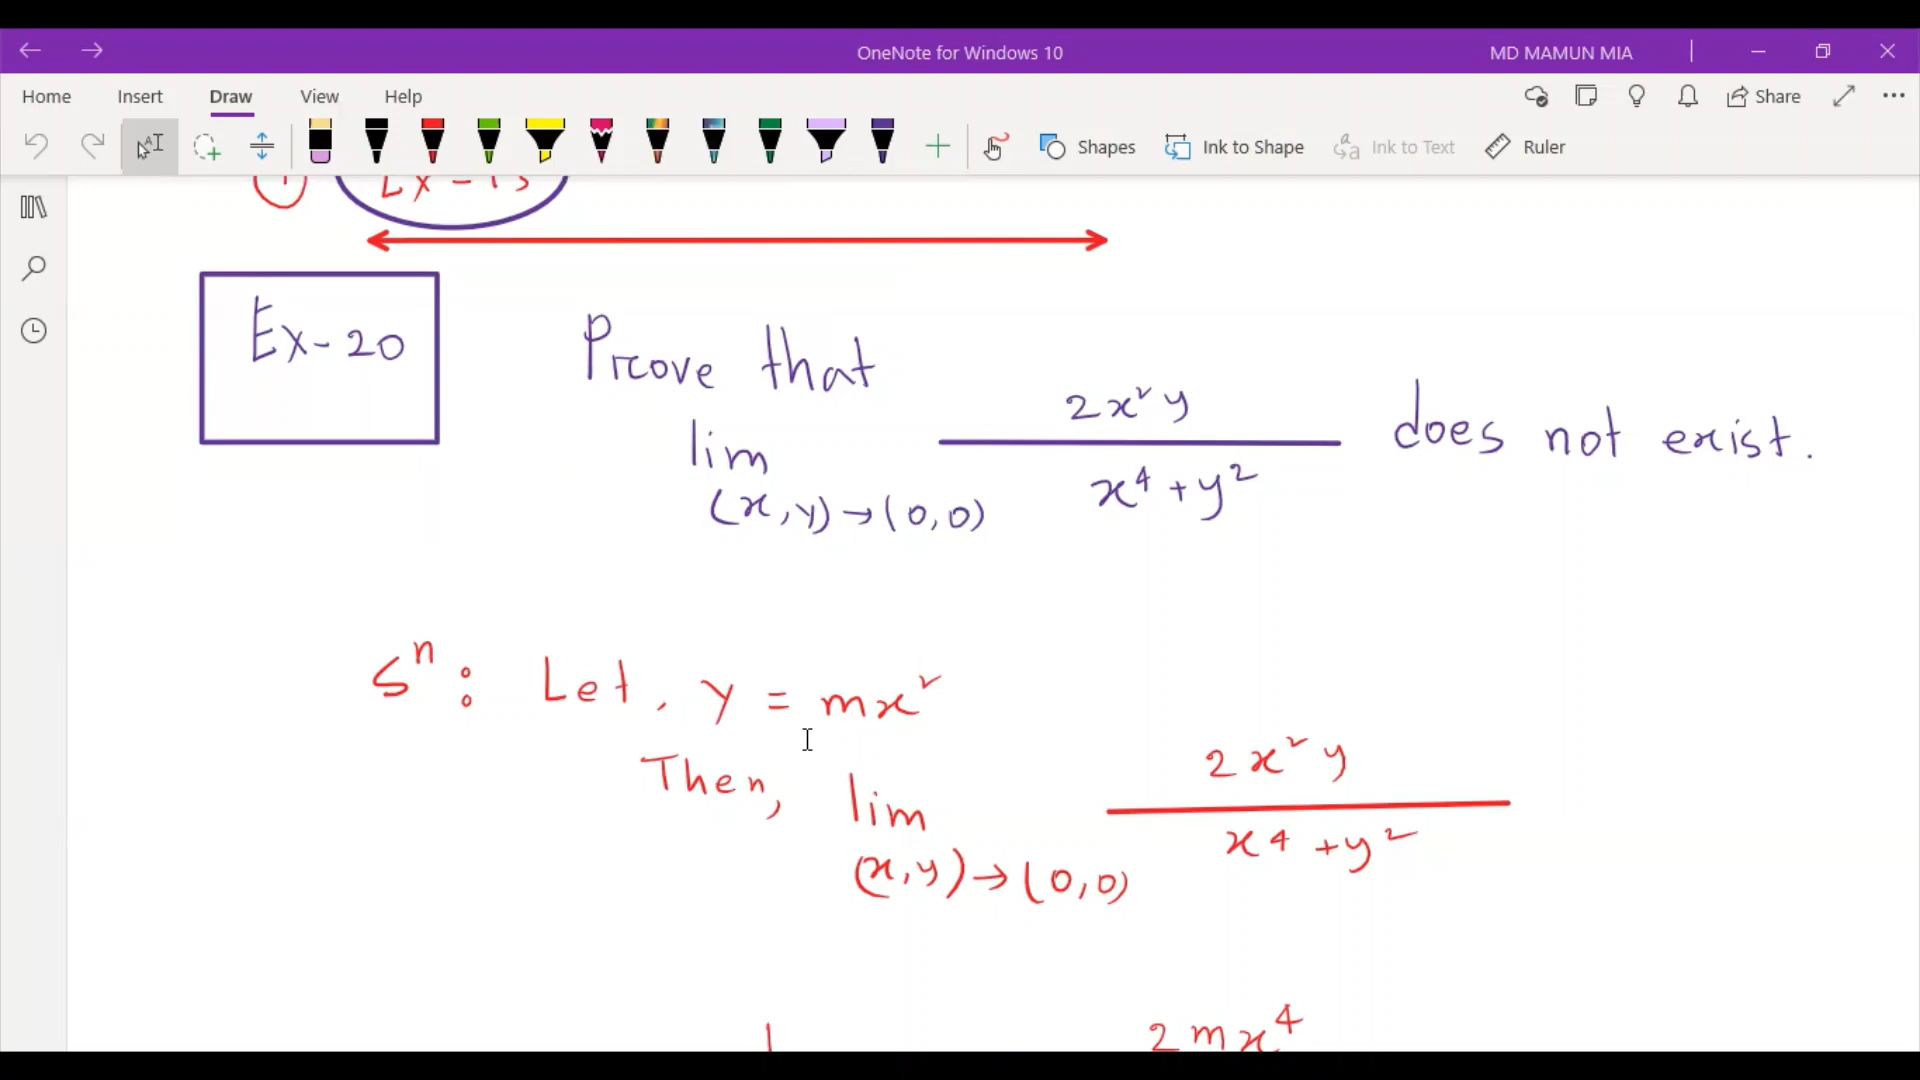 OneNote for Windows 10
MD MAMUN MIA
Home Insert Draw View Help
Share
Shapes Ink to Shape Ink to Text Ruler
Ex-20
Prove that
lim (x,y)→(0,0) 2x²y / x⁴+y² does not exist.
Sⁿ: Let, y = mx²
Then, lim (x,y)→(0,0) 2x²y / x⁴+y²
2mx⁴